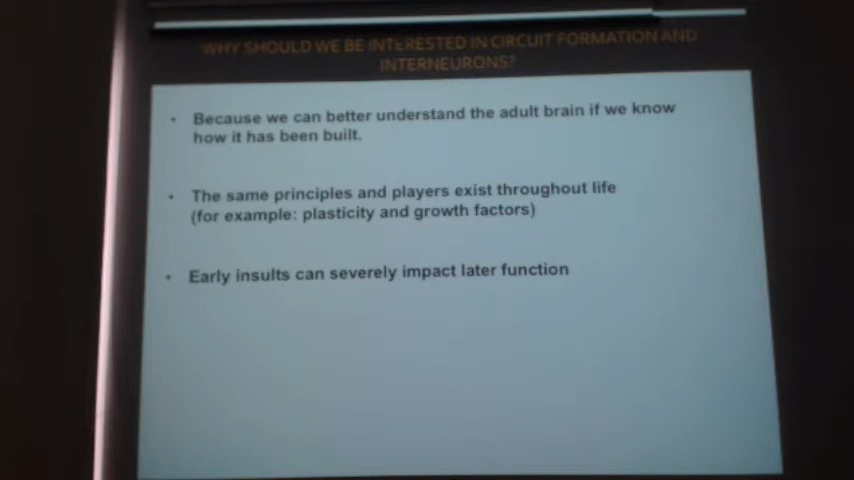 WHY SHOULD WE BE INTERESTED IN CIRCUIT FORMATION AND
INTERNEURONS?
• Because we can better understand the adult brain if we know
how it has been built.
• The same principles and players exist throughout life
(for example: plasticity and growth factors)
• Early insults can severely impact later function